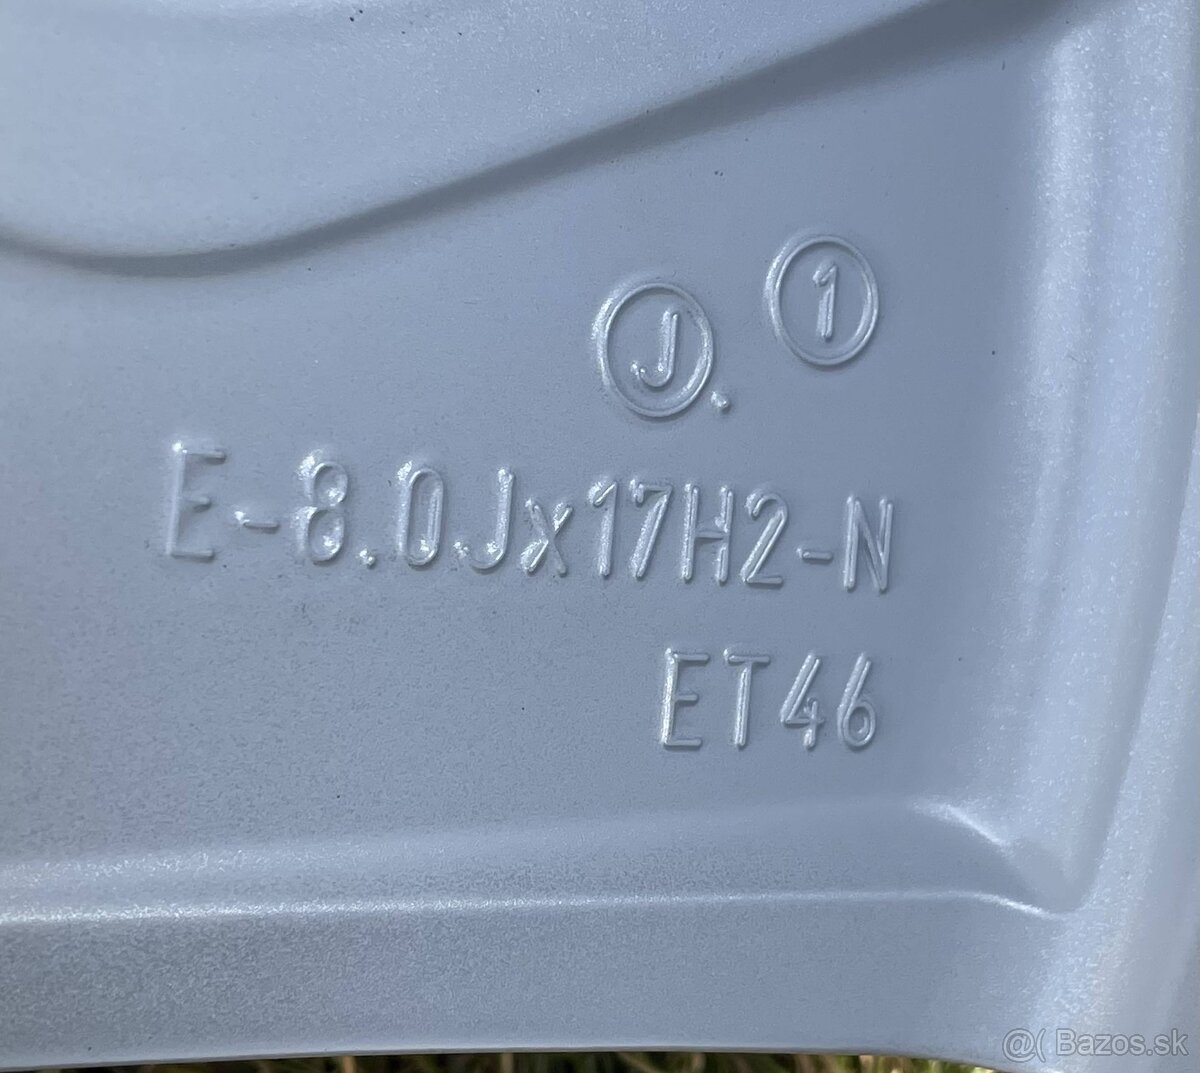 J. 1
E-8.0Jx17H2-N
ET46
@( Bazos.sk